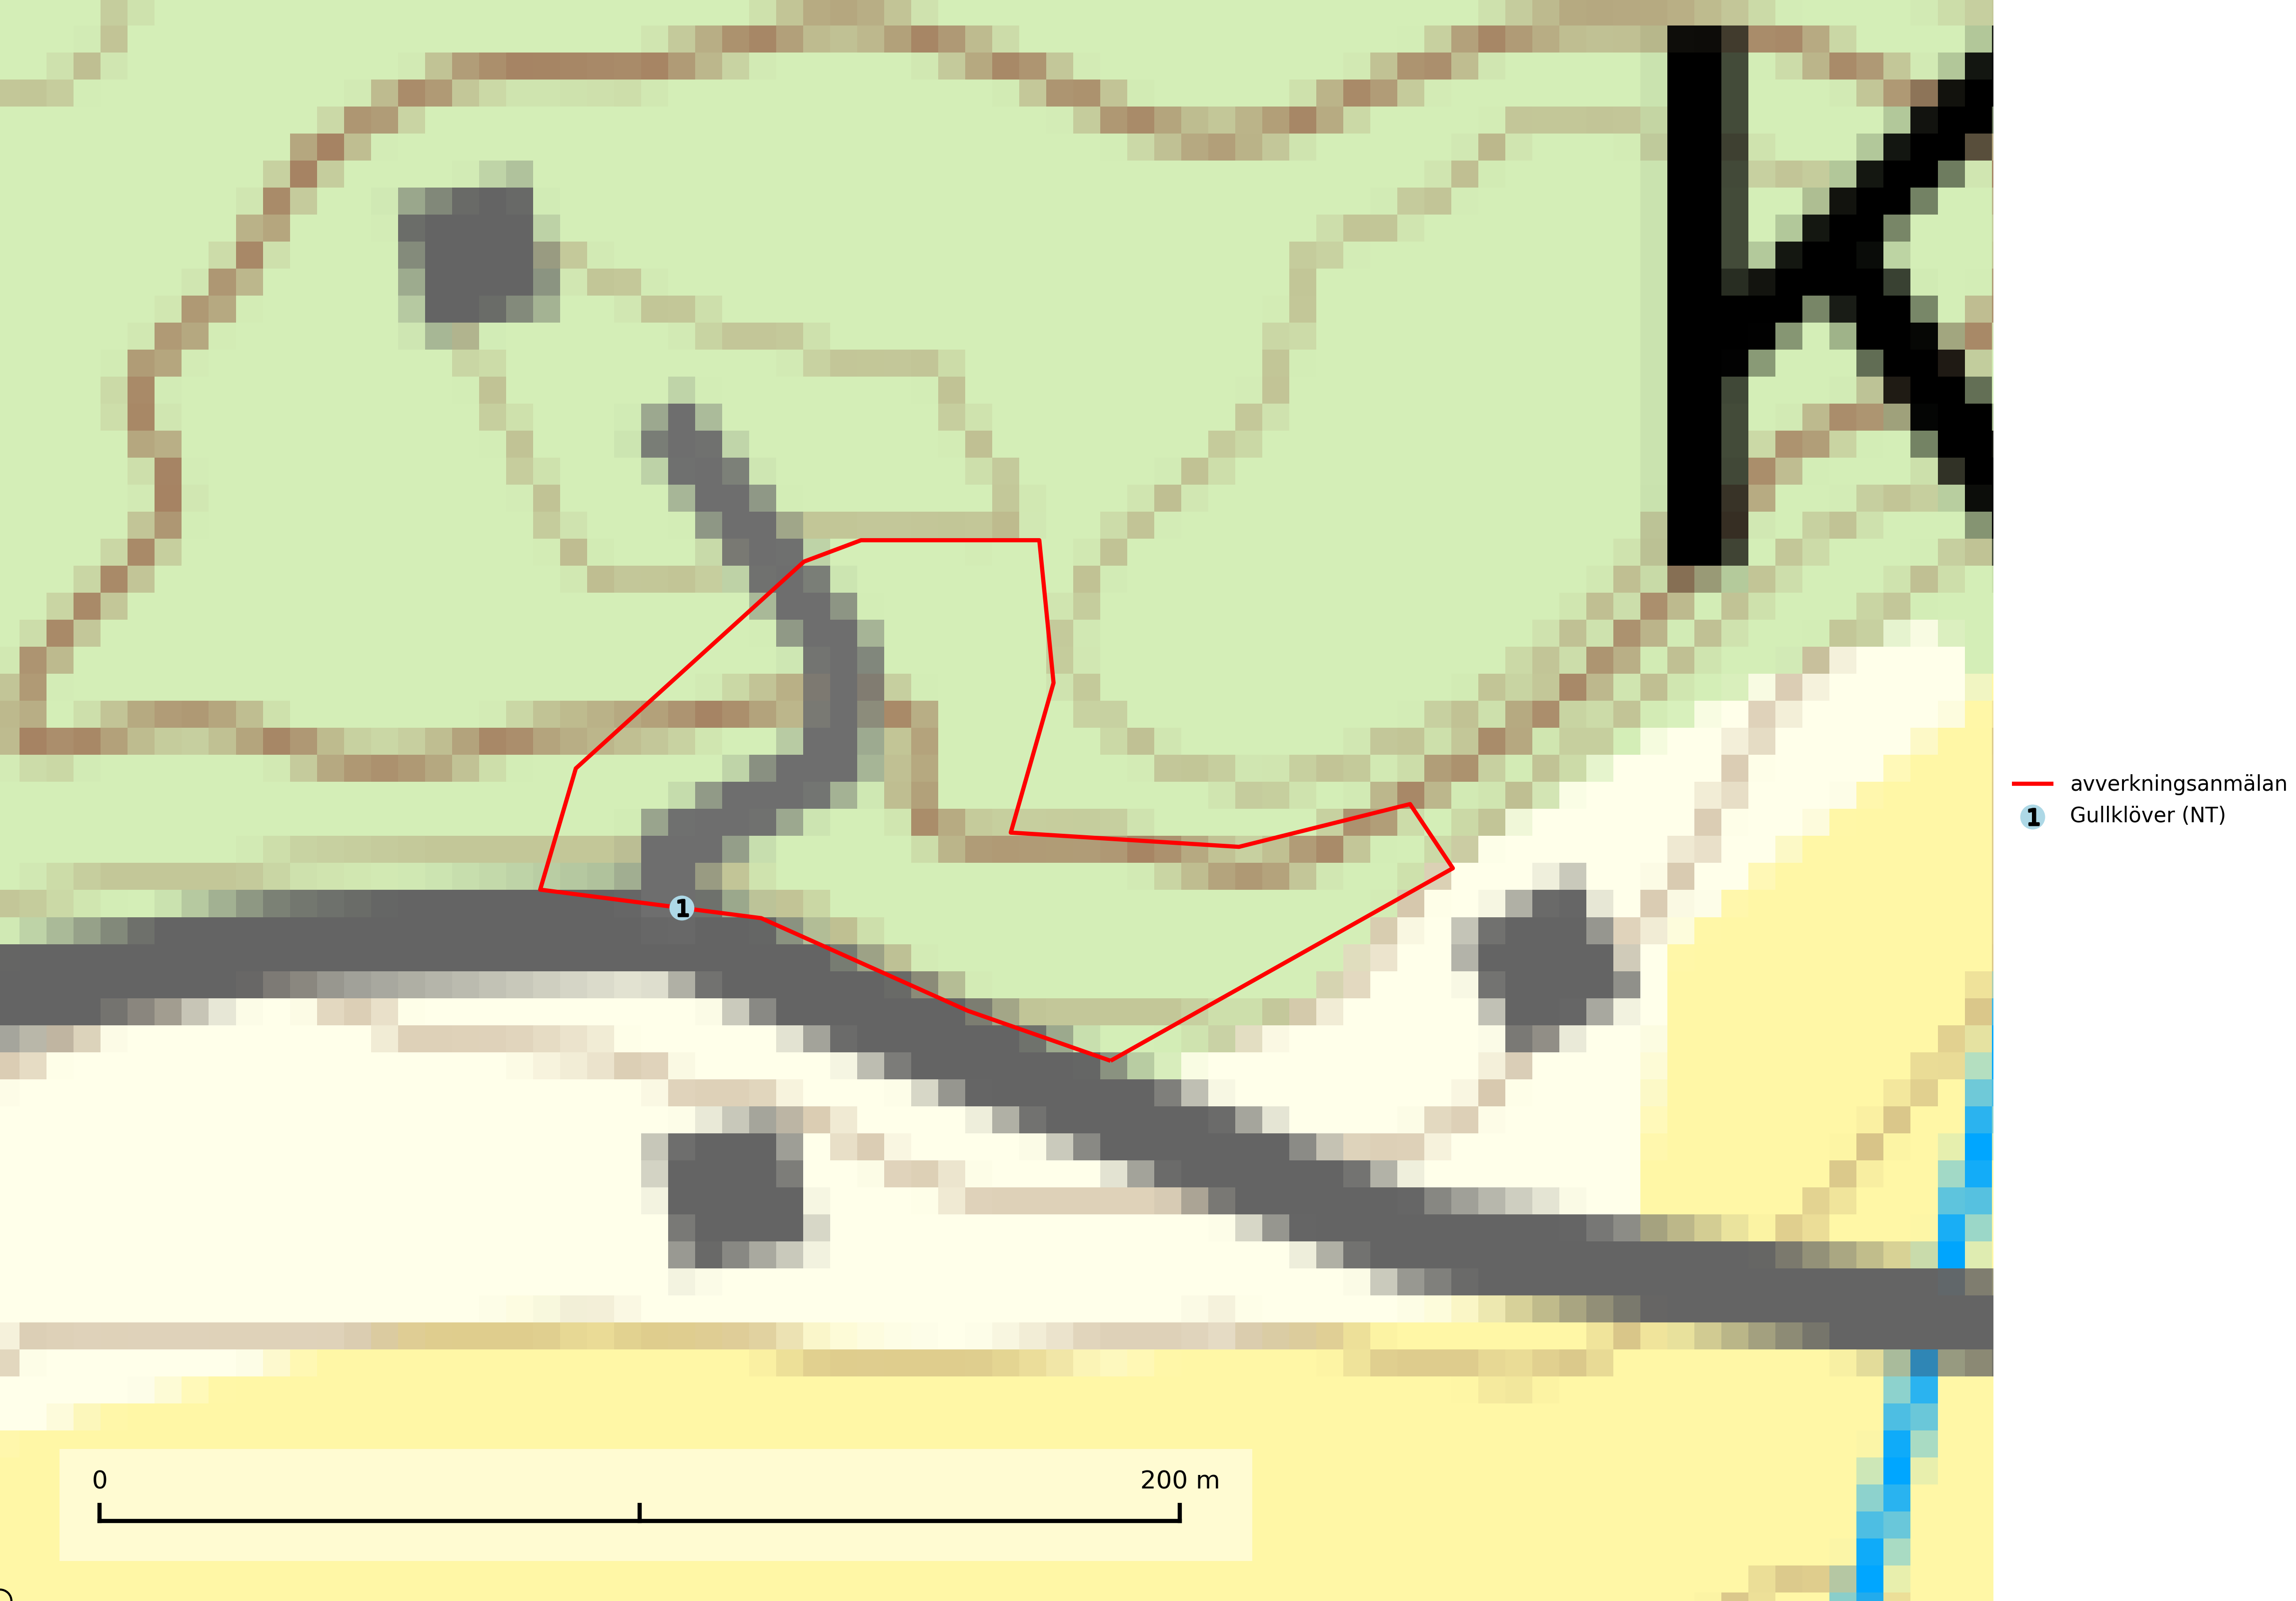 avverkningsanmälan
1 Gullklöver (NT)
1
0 200 m